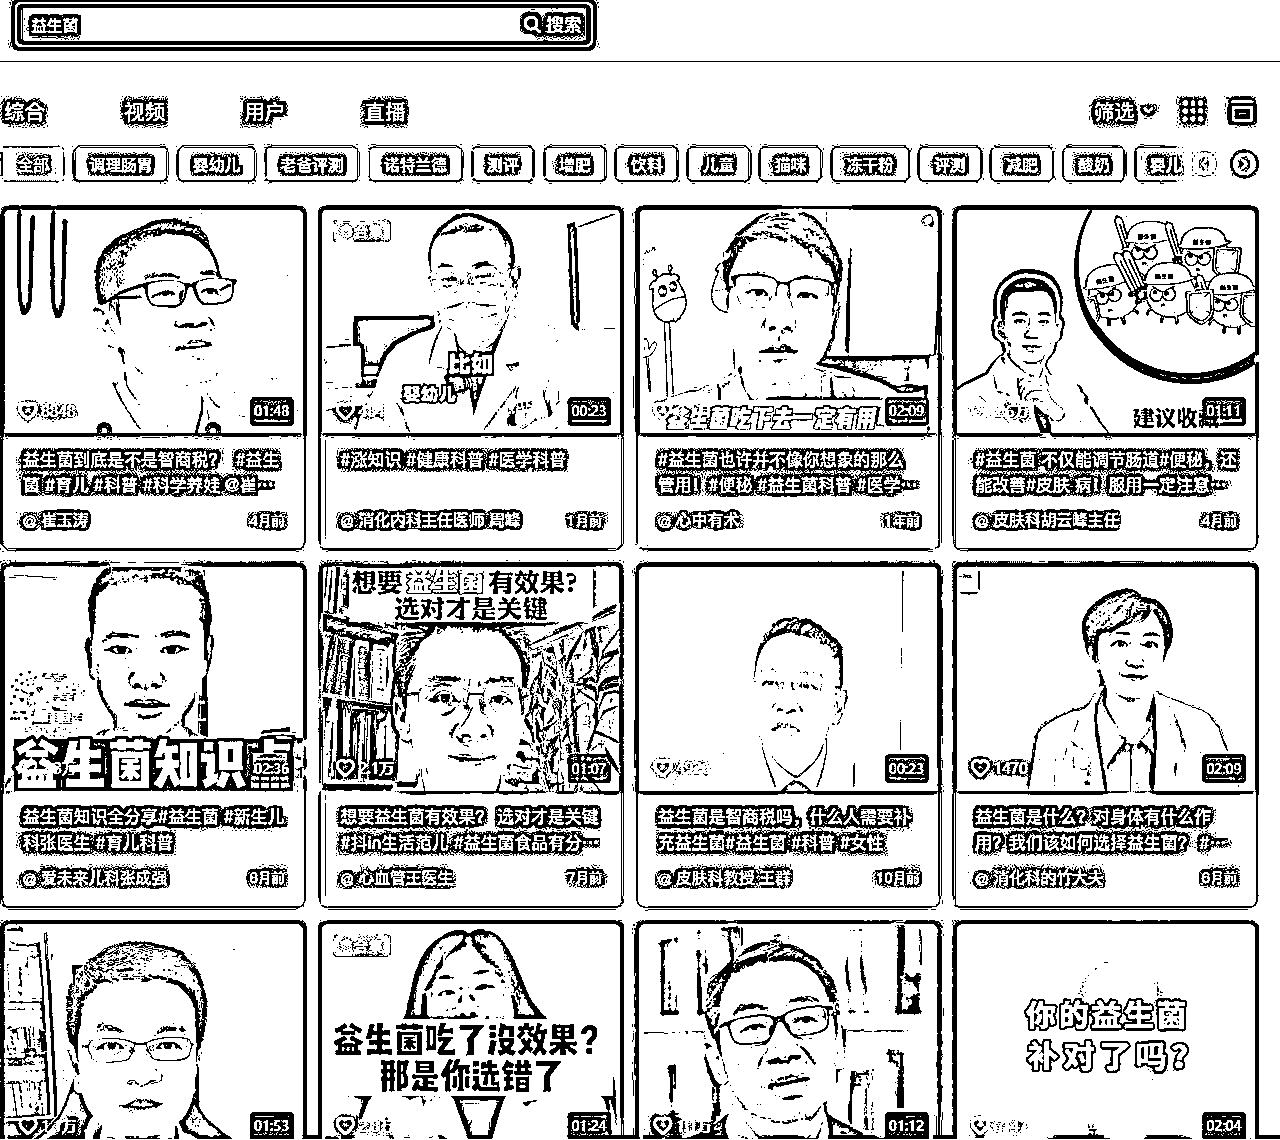 益生菌
搜索
综合 视频 用户 直播
筛选
全部 调理肠胃 婴幼儿 老爸评测 诺特兰德 测评 增肥 饮料 儿童 猫咪 冻干粉 评测 减肥 酸奶 婴儿
合集
比如
婴幼儿
益生菌吃下去一定有用
建议收藏
01:48
00:23
02:09
01:11
益生菌到底是不是智商税? #益生
菌 #育儿 #科普 #科学养娃 @崔…
@ 崔玉涛 4月前
#涨知识 #健康科普 #医学科普
@ 消化内科主任医师 1月前
#益生菌也许并不像你想象的那么
管用! #便秘 #益生菌科普 #医学…
@ 心中有术 1年前
#益生菌 不仅能调节肠道#便秘, 还
能改善#皮肤 病! 服用一定注意…
@ 皮肤科胡云峰主任 4月前
益生菌知识点
02:36
想要 益生菌 有效果?
选对才是关键
2.1万
01:07
00:23
1470
02:09
益生菌知识全分享#益生菌 #新生儿
科张医生 #育儿科普
@ 爱未来儿科张成强
想要益生菌有效果? 选对才是关键
#抖in生活范儿 #益生菌食品有分…
@ 心血管王医生 7月前
益生菌是智商税吗, 什么人需要补
充益生菌#益生菌 #科普 #女性
@ 皮肤科教授 王群 10月前
益生菌是什么? 对身体有什么作
用? 我们该如何选择益生菌? #…
@ 消化科的竹大夫 8月前
01:53
合集
益生菌吃了没效果?
那是你选错了
01:24
01:12
你的益生菌
补对了吗?
02:04